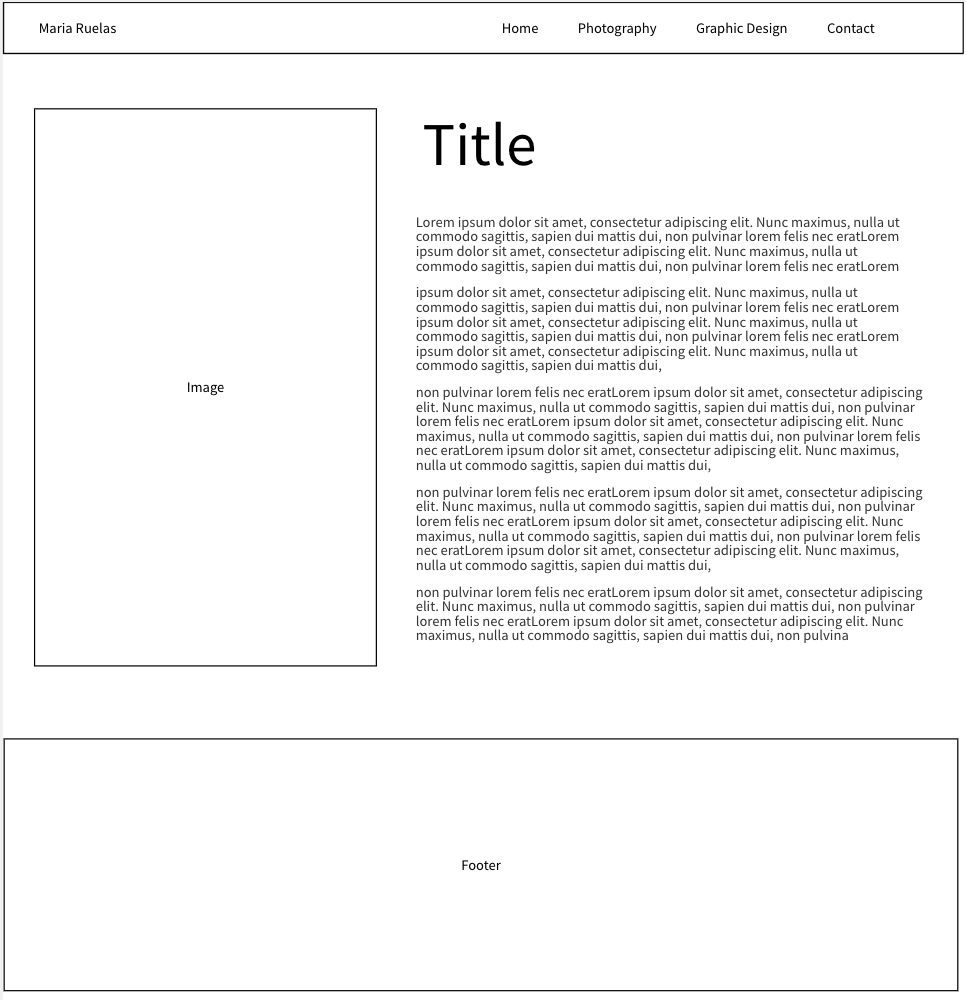 Maria Ruelas Home Photography Graphic Design Contact
Title
Lorem ipsum dolor sit amet, consectetur adipiscing elit. Nunc maximus, nulla ut
commodo sagittis, sapien dui mattis dui, non pulvinar lorem felis nec eratLorem
ipsum dolor sit amet, consectetur adipiscing elit. Nunc maximus, nulla ut
commodo sagittis, sapien dui mattis dui, non pulvinar lorem felis nec eratLorem
ipsum dolor sit amet, consectetur adipiscing elit. Nunc maximus, nulla ut
commodo sagittis, sapien dui mattis dui, non pulvinar lorem felis nec eratLorem
ipsum dolor sit amet, consectetur adipiscing elit. Nunc maximus, nulla ut
commodo sagittis, sapien dui mattis dui, non pulvinar lorem felis nec eratLorem
ipsum dolor sit amet, consectetur adipiscing elit. Nunc maximus, nulla ut
commodo sagittis, sapien dui mattis dui,
Image
non pulvinar lorem felis nec eratLorem ipsum dolor sit amet, consectetur adipiscing
elit. Nunc maximus, nulla ut commodo sagittis, sapien dui mattis dui, non pulvinar
lorem felis nec eratLorem ipsum dolor sit amet, consectetur adipiscing elit. Nunc
maximus, nulla ut commodo sagittis, sapien dui mattis dui, non pulvinar lorem felis
nec eratLorem ipsum dolor sit amet, consectetur adipiscing elit. Nunc maximus,
nulla ut commodo sagittis, sapien dui mattis dui,
non pulvinar lorem felis nec eratLorem ipsum dolor sit amet, consectetur adipiscing
elit. Nunc maximus, nulla ut commodo sagittis, sapien dui mattis dui, non pulvinar
lorem felis nec eratLorem ipsum dolor sit amet, consectetur adipiscing elit. Nunc
maximus, nulla ut commodo sagittis, sapien dui mattis dui, non pulvinar lorem felis
nec eratLorem ipsum dolor sit amet, consectetur adipiscing elit. Nunc maximus,
nulla ut commodo sagittis, sapien dui mattis dui,
non pulvinar lorem felis nec eratLorem ipsum dolor sit amet, consectetur adipiscing
elit. Nunc maximus, nulla ut commodo sagittis, sapien dui mattis dui, non pulvinar
lorem felis nec eratLorem ipsum dolor sit amet, consectetur adipiscing elit. Nunc
maximus, nulla ut commodo sagittis, sapien dui mattis dui, non pulvina
Footer